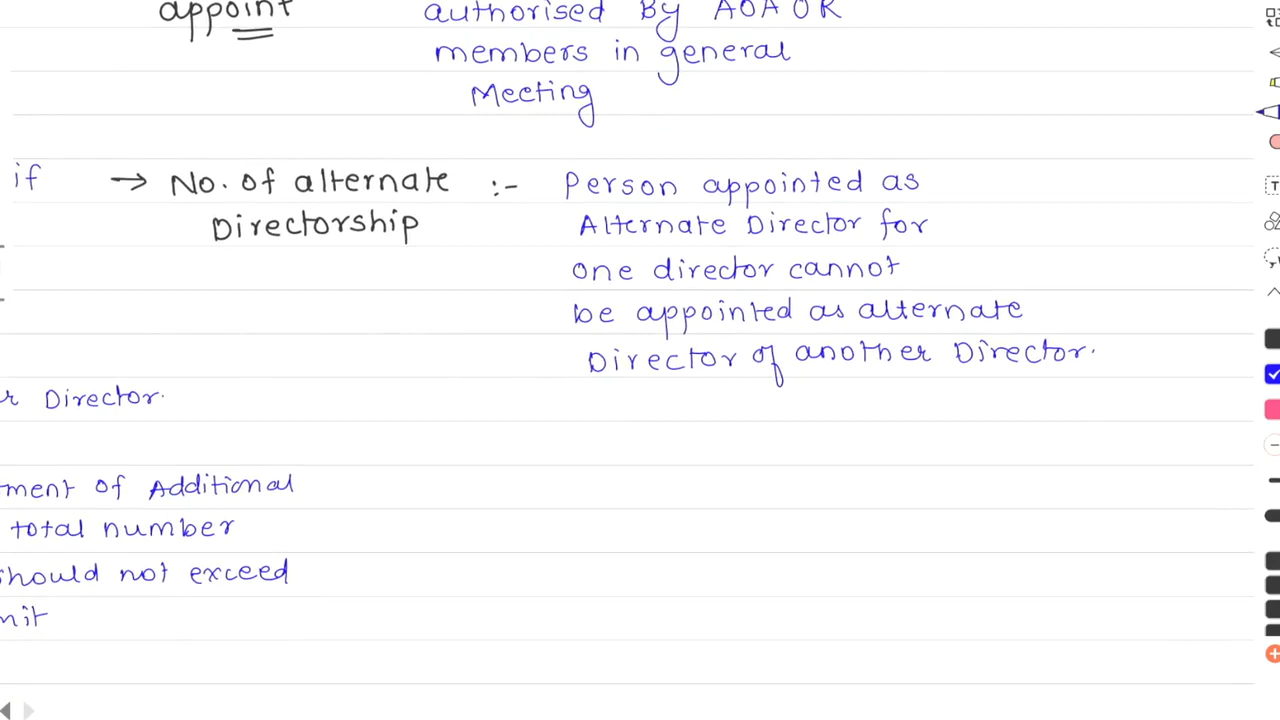 appoint
authorised By AOA OR
members in general
Meeting
if
→ No. of alternate
Directorship :-
Person appointed as
Alternate Director for
one director cannot
be appointed as alternate
Director of another Director.
r Director.
ment of Additional
total number
should not exceed
mit